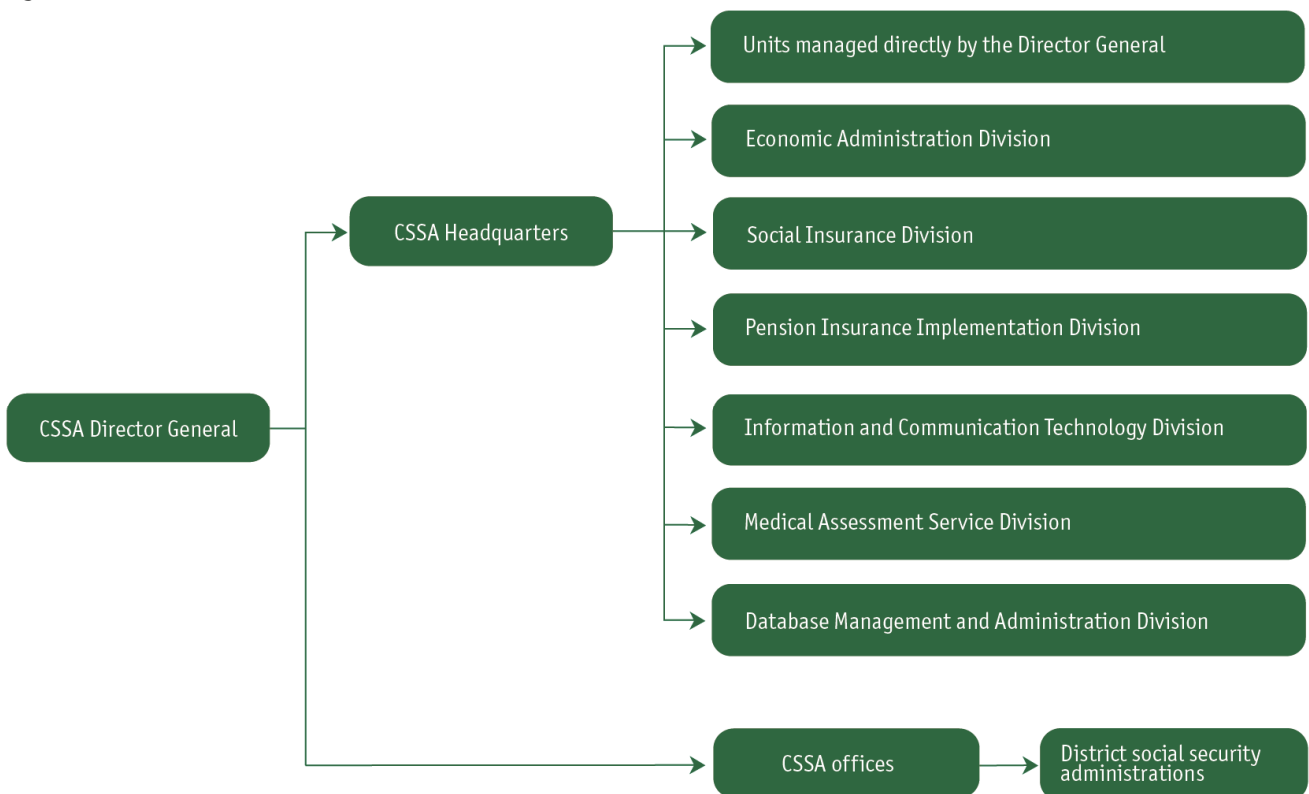 Units managed directly by the Director General
Economic Administration Division
CSSA Headquarters
Social Insurance Division
Pension Insurance Implementation Division
CSSA Director General
Information and Communication Technology Division
Medical Assessment Service Division
Database Management and Administration Division
CSSA offices
District social security
administrations